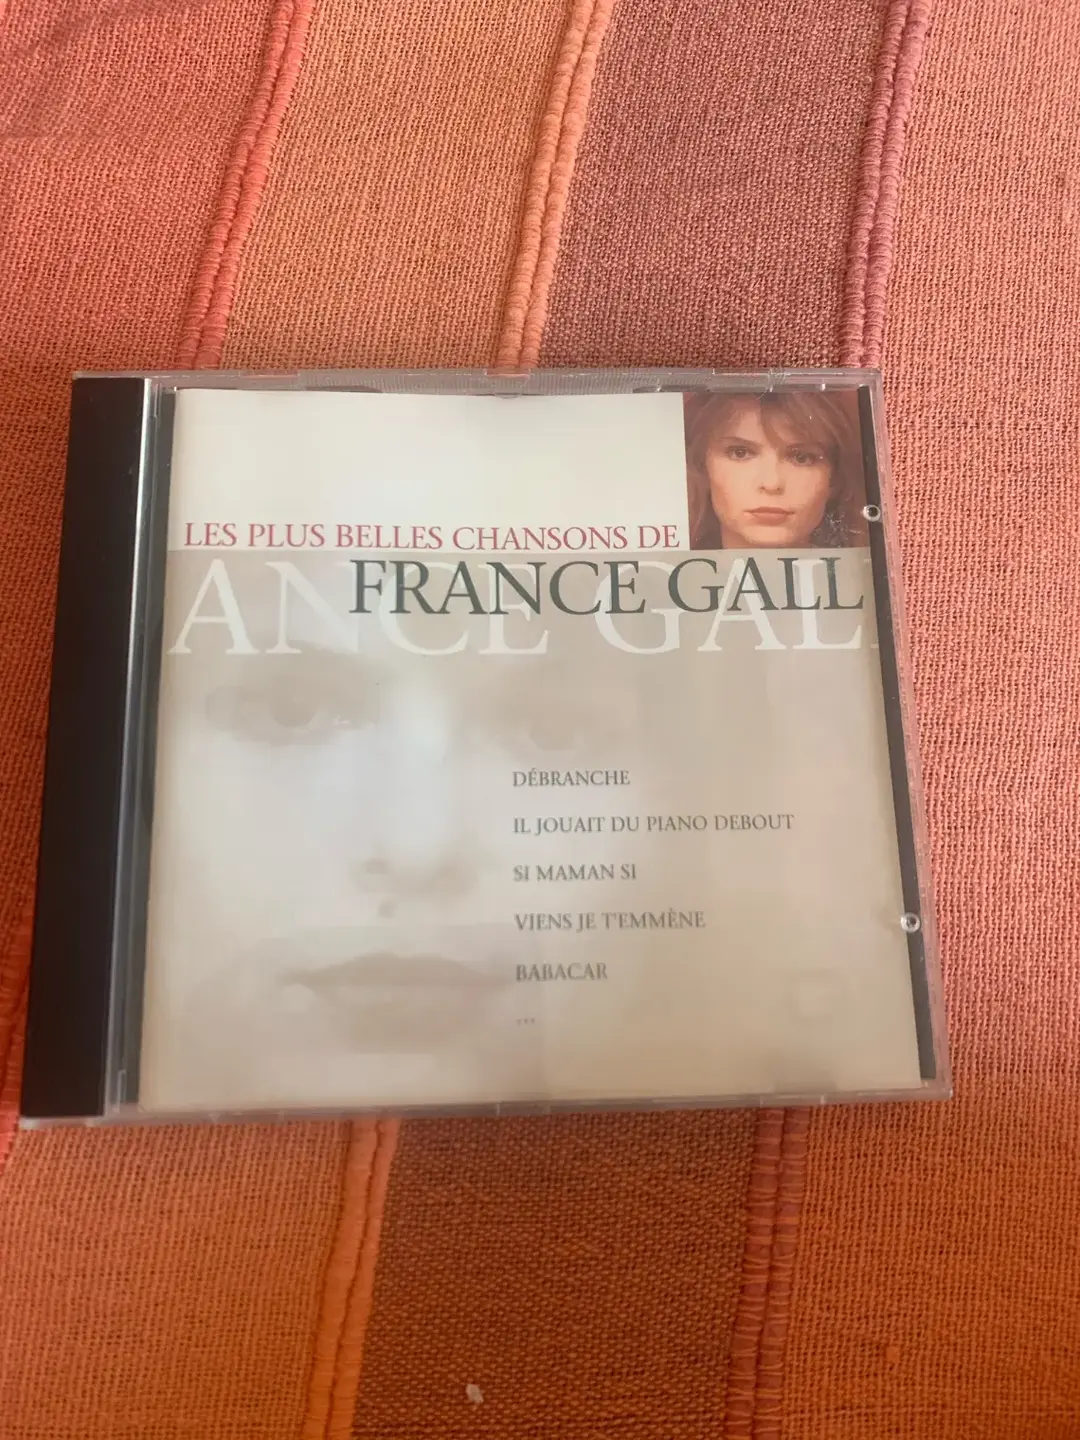 LES PLUS BELLES CHANSONS DE
FRANCE GALL
ANCE GALL
DÉBRANCHE
IL JOUAIT DU PIANO DEBOUT
SI MAMAN SI
VIENS JE T'EMMÈNE
BABACAR
...